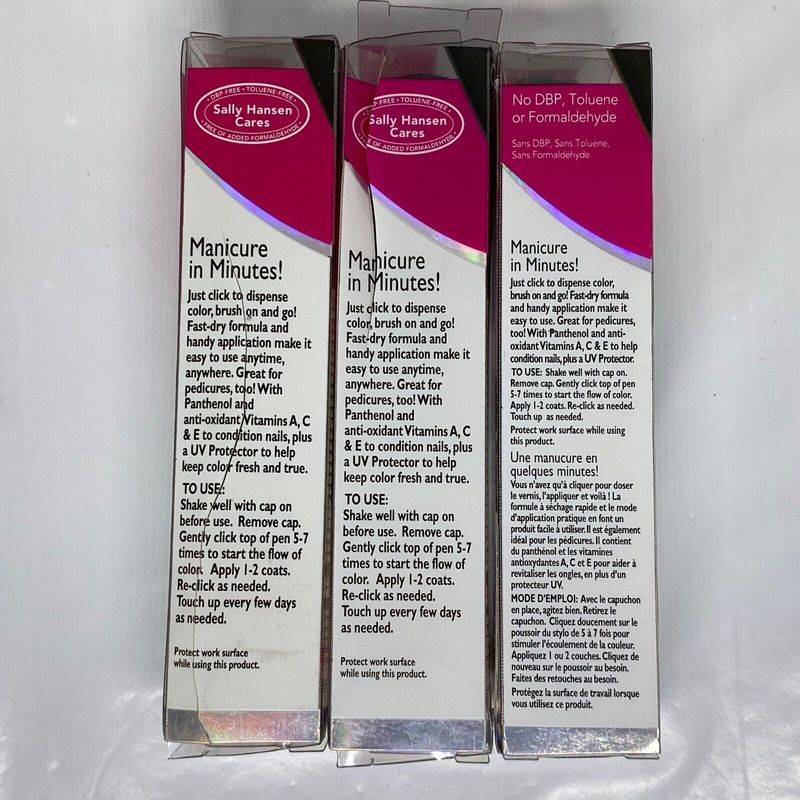 DBP-FREE • TOLUENE-FREE
Sally Hansen
Cares
FREE OF ADDED FORMALDEHYDE
Manicure
in Minutes!
Just click to dispense
color, brush on and go!
Fast-dry formula and
handy application make it
easy to use anytime,
anywhere. Great for
pedicures, too! With
Panthenol and
anti-oxidant Vitamins A, C
& E to condition nails, plus
a UV Protector to help
keep color fresh and true.
TO USE:
Shake well with cap on
before use. Remove cap.
Gently click top of pen 5-7
times to start the flow of
color. Apply 1-2 coats.
Re-click as needed.
Touch up every few days
as needed.
Protect work surface
while using this product.
DBP-FREE • TOLUENE-FREE
Sally Hansen
Cares
FREE OF ADDED FORMALDEHYDE
Manicure
in Minutes!
Just click to dispense
color, brush on and go!
Fast-dry formula and
handy application make it
easy to use anytime,
anywhere. Great for
pedicures, too! With
Panthenol and
anti-oxidant Vitamins A, C
& E to condition nails, plus
a UV Protector to help
keep color fresh and true.
TO USE:
Shake well with cap on
before use. Remove cap.
Gently click top of pen 5-7
times to start the flow of
color. Apply 1-2 coats.
Re-click as needed.
Touch up every few days
as needed.
Protect work surface
while using this product.
No DBP, Toluene
or Formaldehyde
Sans DBP, Sans Toluène,
Sans Formaldehyde
Manicure
in Minutes!
Just click to dispense color,
brush on and go! Fast-dry formula
and handy application make it
easy to use. Great for pedicures,
too! With Panthenol and anti-
oxidant Vitamins A, C & E to help
condition nails, plus a UV Protector.
TO USE: Shake well with cap on.
Remove cap. Gently click top of pen
5-7 times to start the flow of color.
Apply 1-2 coats. Re-click as needed.
Touch up as needed.
Protect work surface while using
this product.
Une manucure en
quelques minutes!
Vous n'avez qu'à cliquer pour doser
le vernis, l'appliquer et voilà ! La
formule à séchage rapide et le mode
d'application pratique en font un
produit facile à utiliser. Il est également
idéal pour les pédicures. Il contient
du panthénol et les vitamines
antioxydantes A, C et E pour aider à
revitaliser les ongles, en plus d'un
protecteur UV.
MODE D'EMPLOI: Avec le capuchon
en place, agitez bien. Retirez le
capuchon. Cliquez doucement sur le
poussoir du stylo de 5 à 7 fois pour
stimuler l'écoulement de la couleur.
Appliquez 1 ou 2 couches. Cliquez de
nouveau sur le poussoir au besoin.
Faites des retouches au besoin.
Protégez la surface de travail lorsque
vous utilisez ce produit.